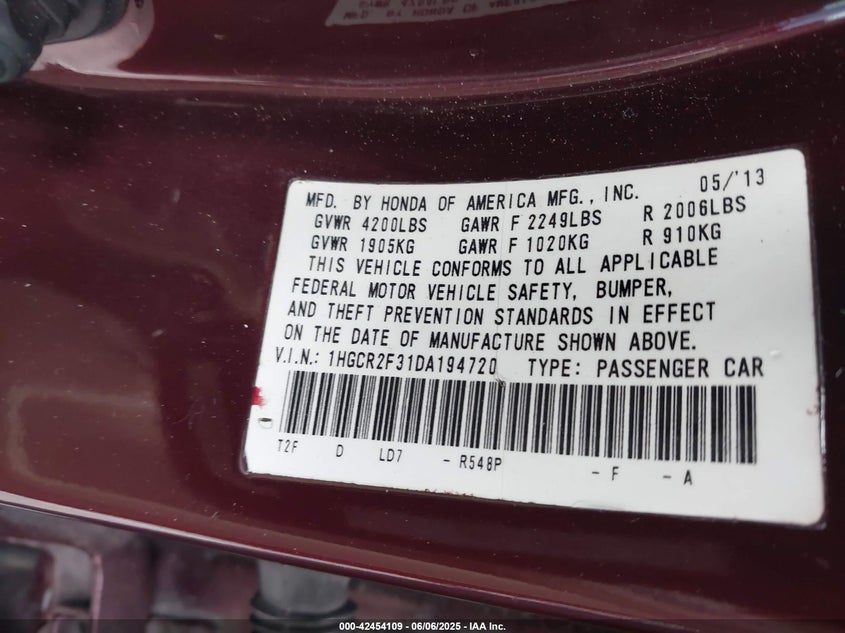 MFD. BY HONDA OF AMERICA MFG., INC. 05/'13
GVWR 4200LBS GAWR F 2249LBS R 2006LBS
GVWR 1905KG GAWR F 1020KG R 910KG
THIS VEHICLE CONFORMS TO ALL APPLICABLE
FEDERAL MOTOR VEHICLE SAFETY, BUMPER,
AND THEFT PREVENTION STANDARDS IN EFFECT
ON THE DATE OF MANUFACTURE SHOWN ABOVE.
V.I.N.: 1HGCR2F31DA194720 TYPE: PASSENGER CAR
T2F D LD7 - R548P - F - A
000-42454109 - 06/06/2025 - IAA Inc.